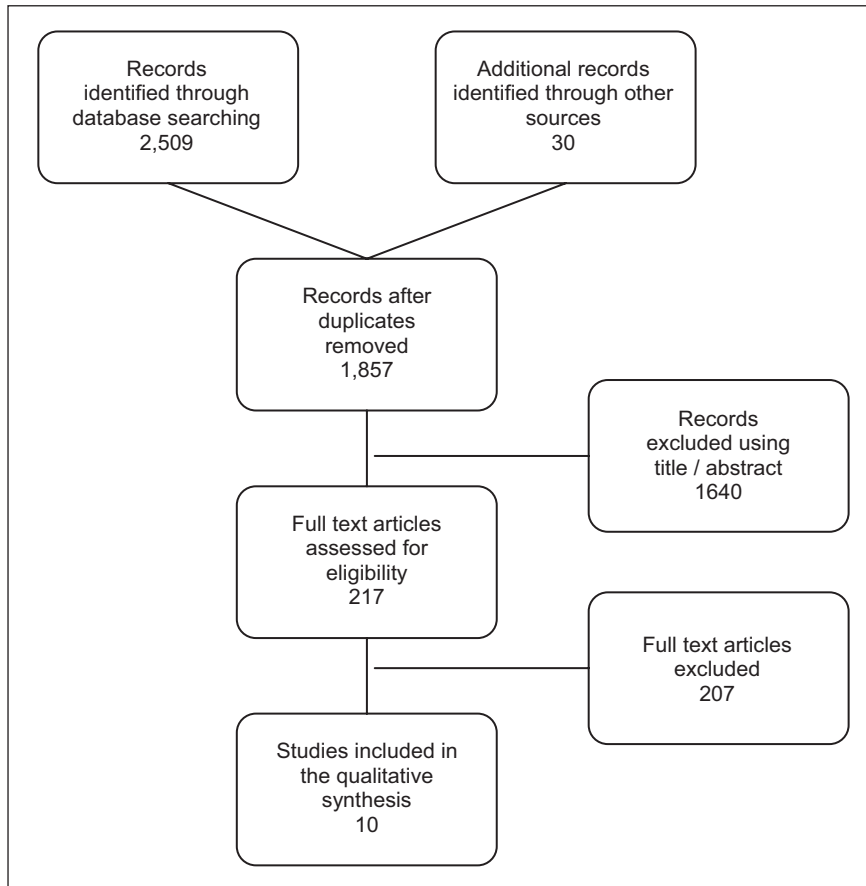 Records
identified through
database searching
2,509
Additional records
identified through other
sources
30
Records after
duplicates
removed
1,857
Records
excluded using
title / abstract
1640
Full text articles
assessed for
eligibility
217
Full text articles
excluded
207
Studies included in
the qualitative
synthesis
10